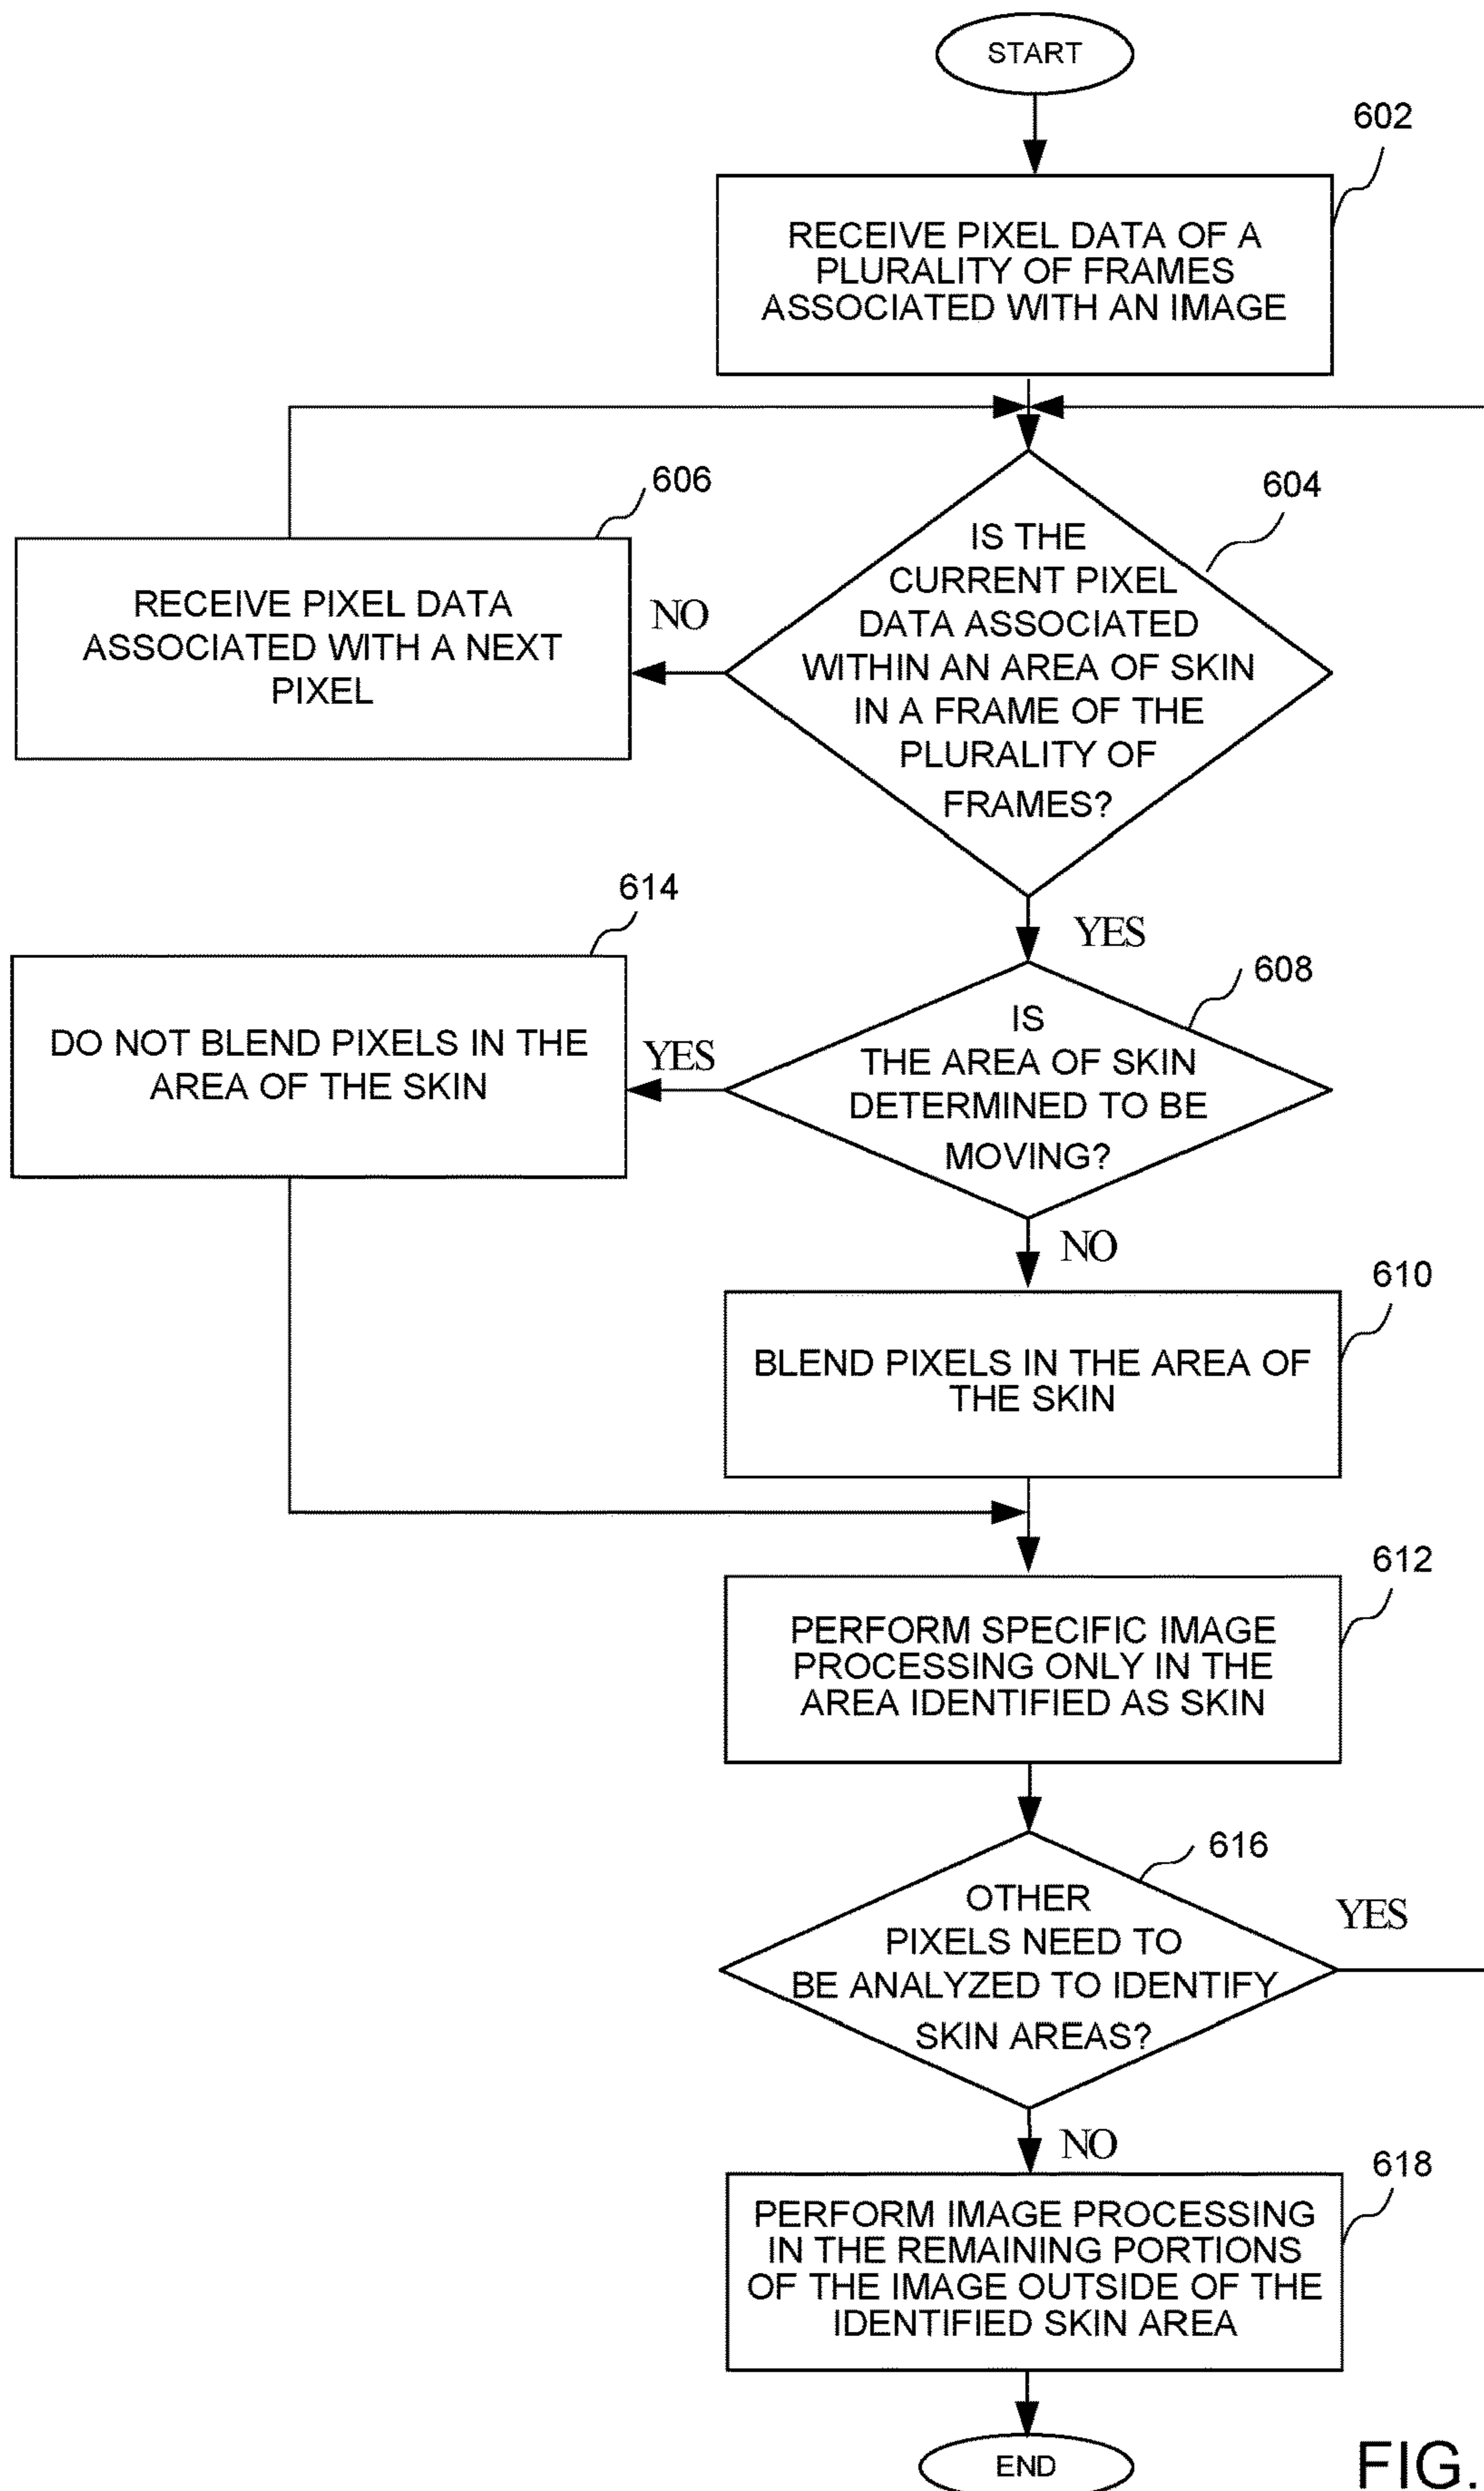 START
602
RECEIVE PIXEL DATA OF A
PLURALITY OF FRAMES
ASSOCIATED WITH AN IMAGE
606
604
RECEIVE PIXEL DATA
ASSOCIATED WITH A NEXT
PIXEL
NO
IS THE
CURRENT PIXEL
DATA ASSOCIATED
WITHIN AN AREA OF SKIN
IN A FRAME OF THE
PLURALITY OF
FRAMES?
YES
614
608
DO NOT BLEND PIXELS IN THE
AREA OF THE SKIN
YES
IS
THE AREA OF SKIN
DETERMINED TO BE
MOVING?
NO
610
BLEND PIXELS IN THE AREA OF
THE SKIN
612
PERFORM SPECIFIC IMAGE
PROCESSING ONLY IN THE
AREA IDENTIFIED AS SKIN
616
OTHER
PIXELS NEED TO
BE ANALYZED TO IDENTIFY
SKIN AREAS?
YES
NO
618
PERFORM IMAGE PROCESSING
IN THE REMAINING PORTIONS
OF THE IMAGE OUTSIDE OF THE
IDENTIFIED SKIN AREA
END
FIG.